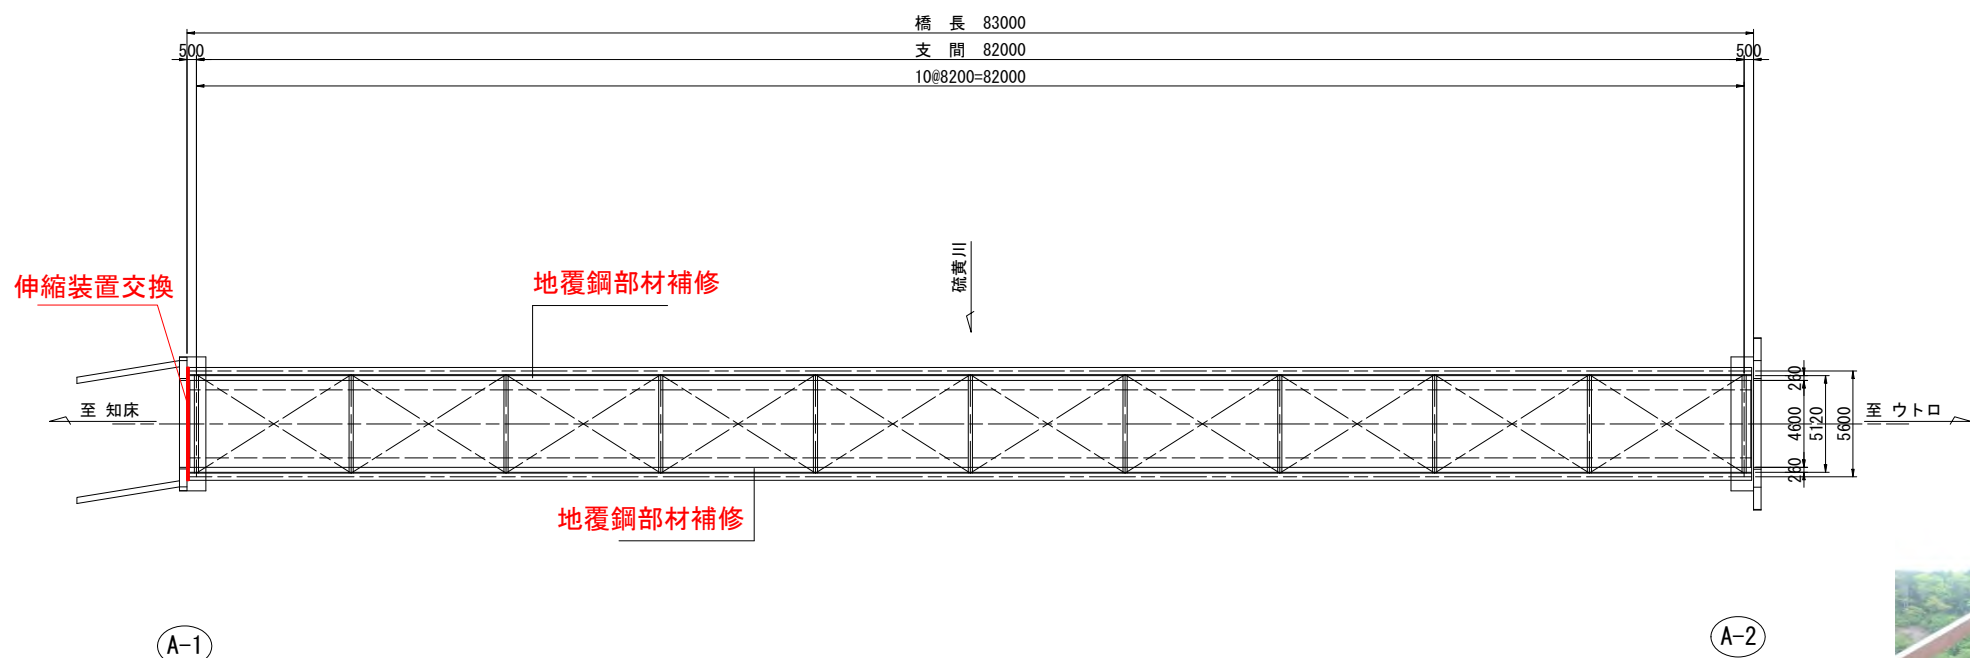 橋 長 83000
500
支 間 82000
500
10@8200=82000
硫黄川
伸縮装置交換
地覆鋼部材補修
至 知床
260
4600
5120
5600
260
至 ウトロ
地覆鋼部材補修
A-1
A-2